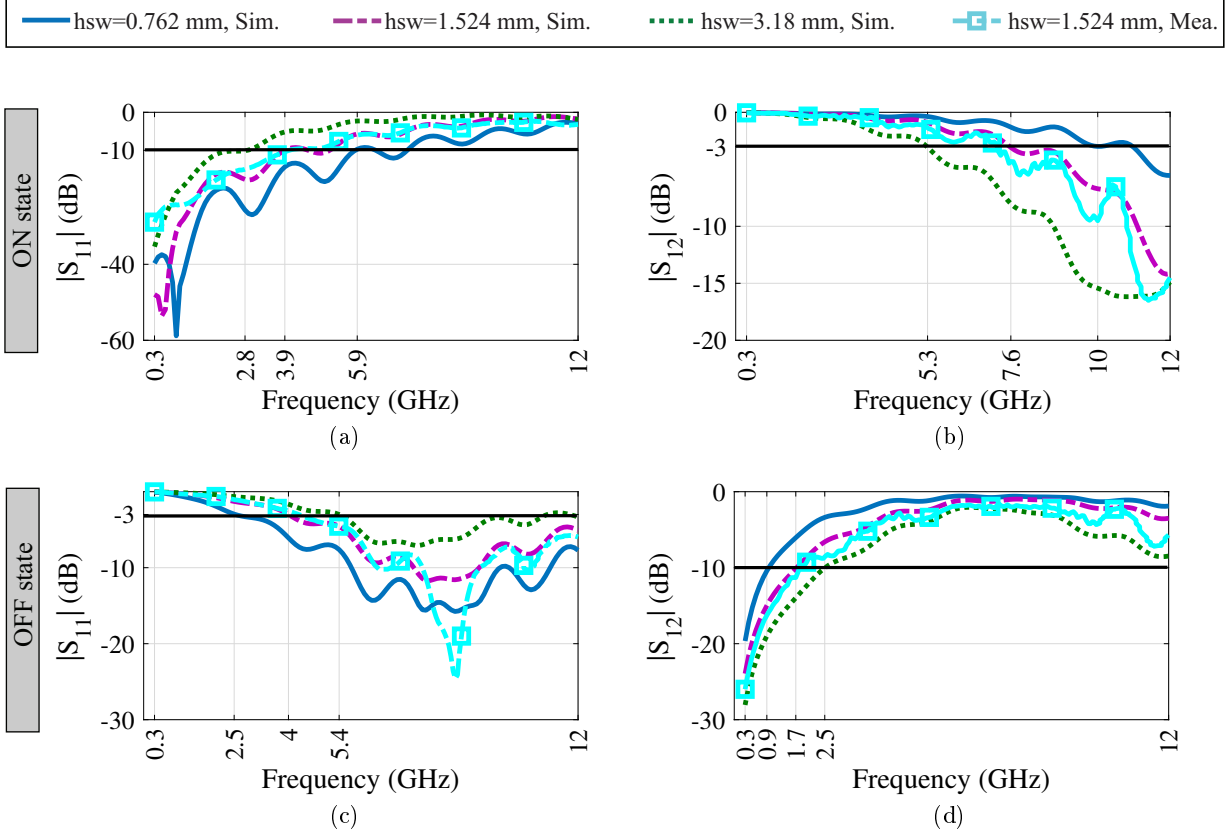 hsw=0.762 mm, Sim. hsw=1.524 mm, Sim. hsw=3.18 mm, Sim. hsw=1.524 mm, Mea.
ON state
|S11| (dB)
0
-10
-40
-60
0.3 2.8 3.9 5.9 12
Frequency (GHz)
(a)
|S12| (dB)
0
-3
-10
-15
-20
0.3 5.3 7.6 10 12
Frequency (GHz)
(b)
OFF state
|S11| (dB)
-3
-10
-20
-30
0.3 2.5 4 5.4 12
Frequency (GHz)
(c)
|S12| (dB)
0
-10
-20
-30
0.3 0.9 1.7 2.5 12
Frequency (GHz)
(d)